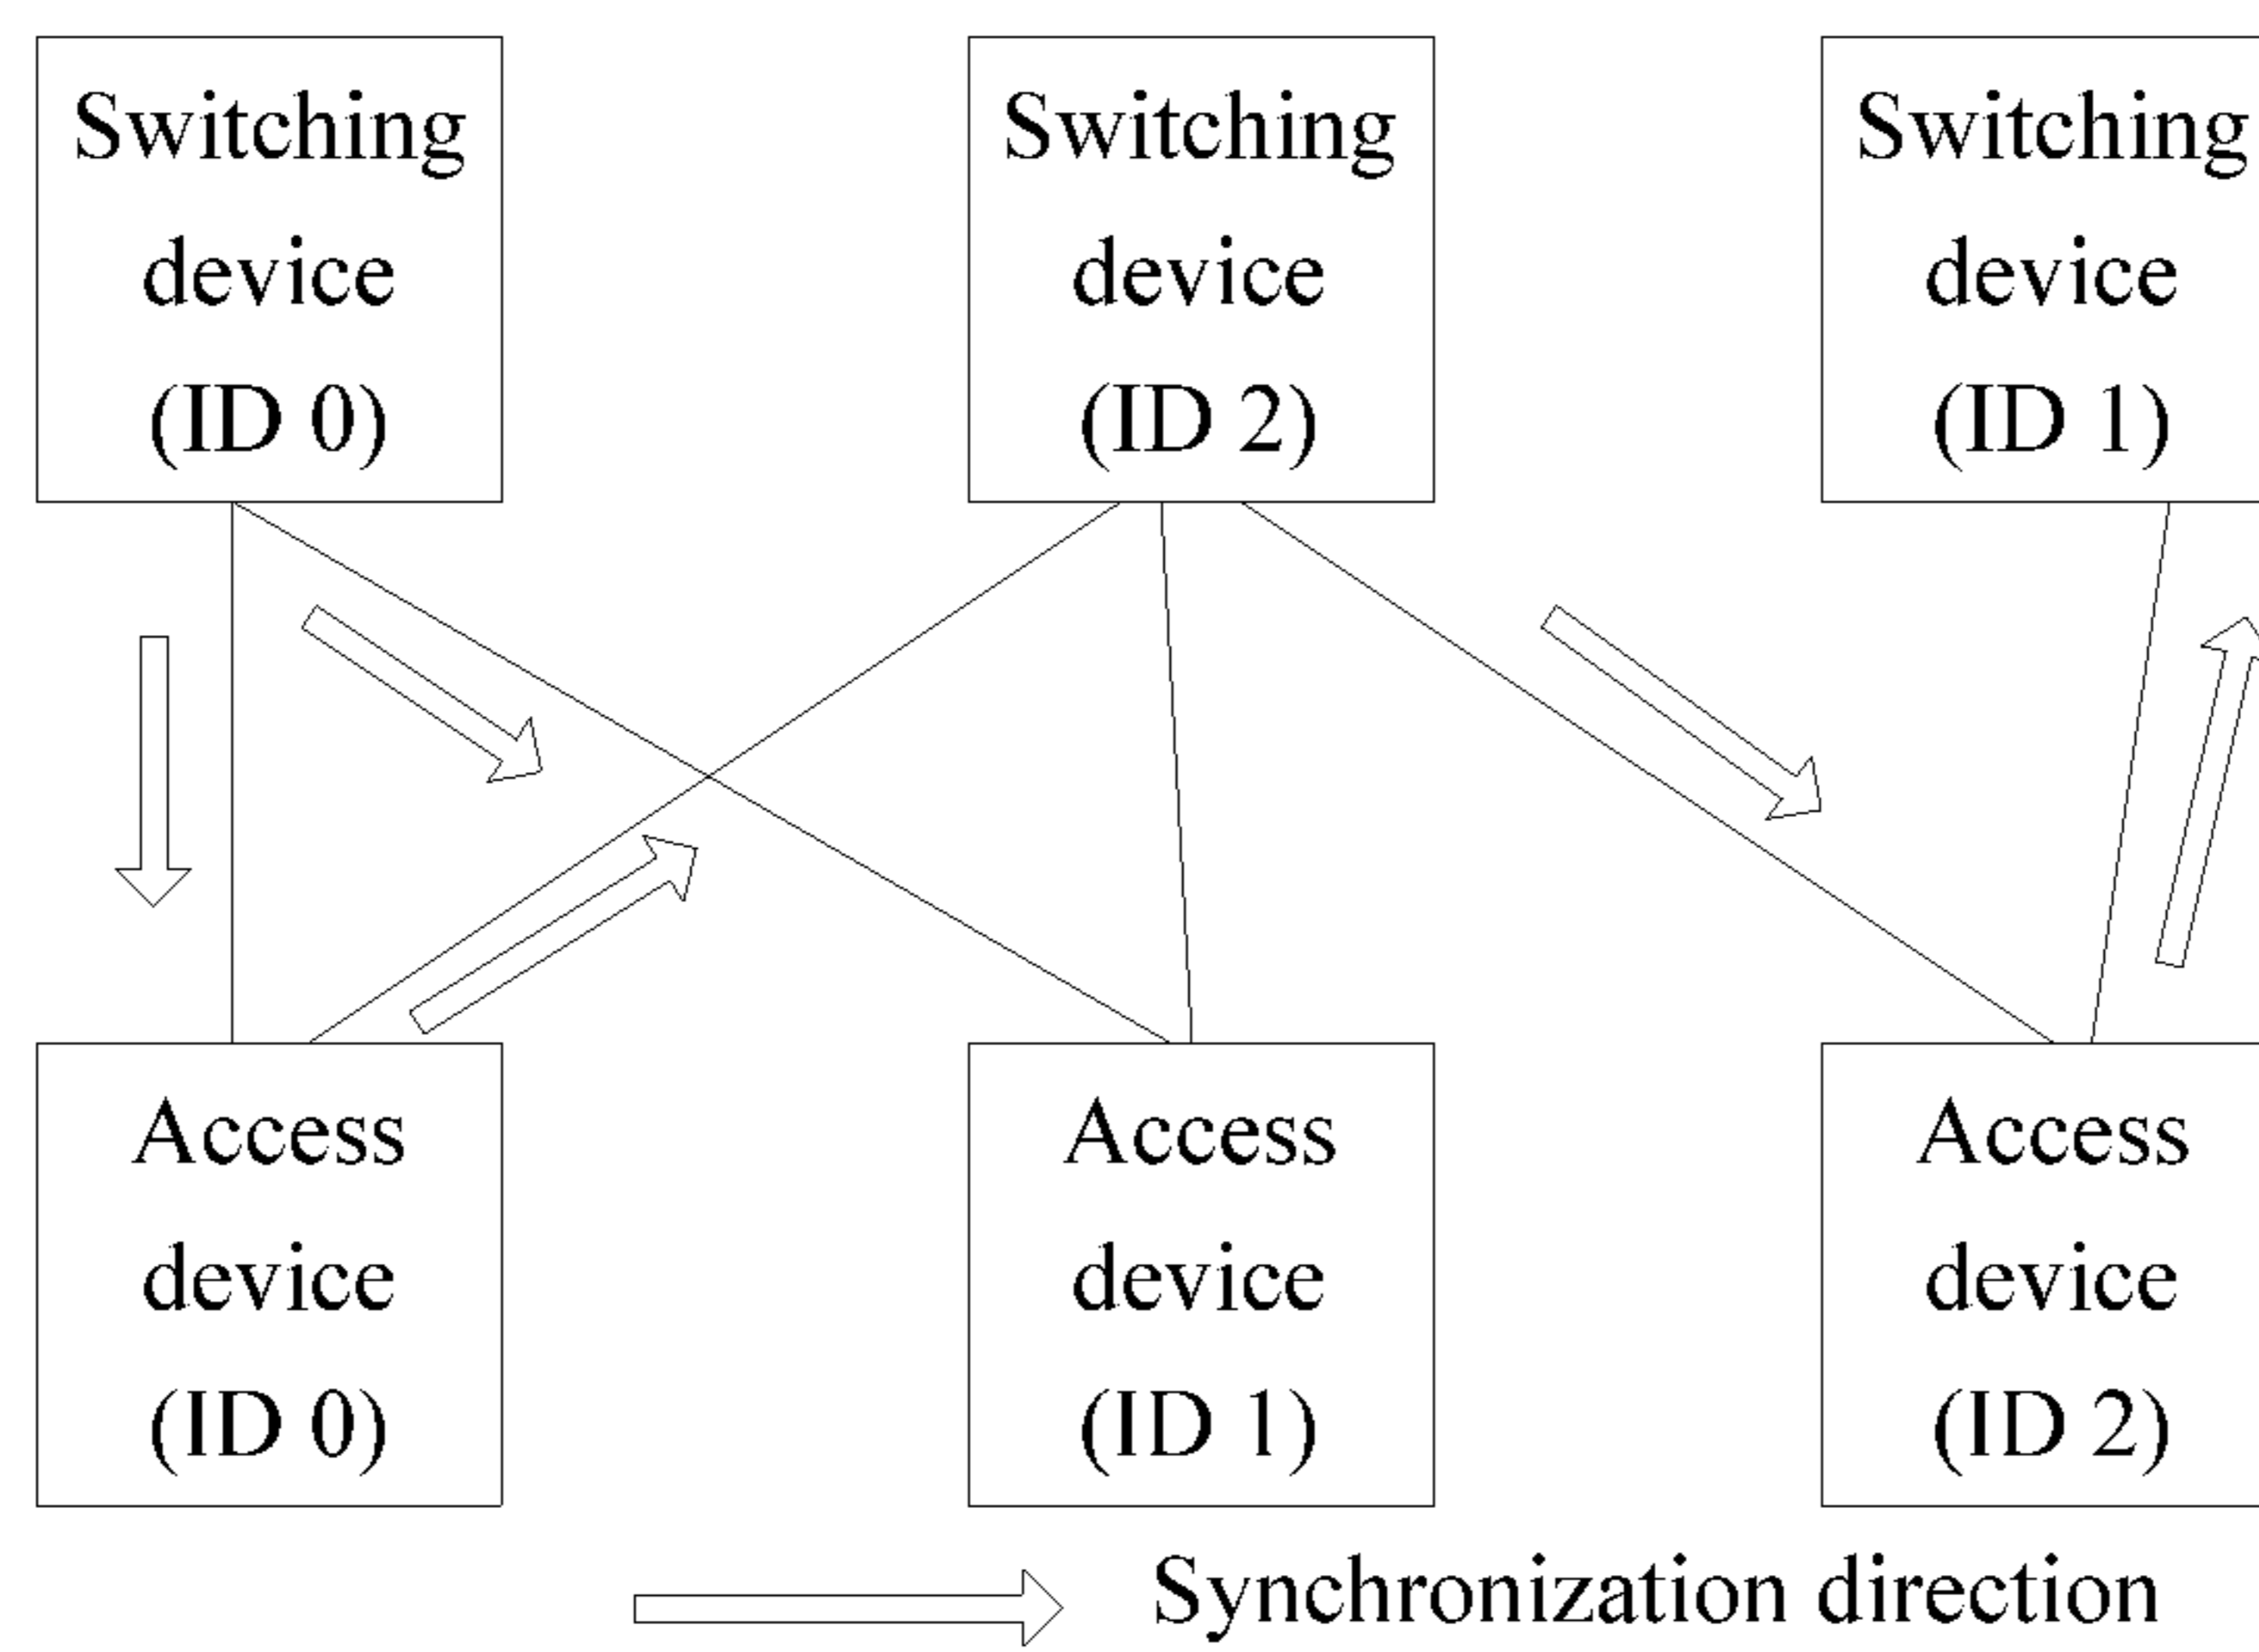 Switching
device
(ID 0)
Switching
device
(ID 2)
Switching
device
(ID 1)
Access
device
(ID 0)
Access
device
(ID 1)
Access
device
(ID 2)
Synchronization direction